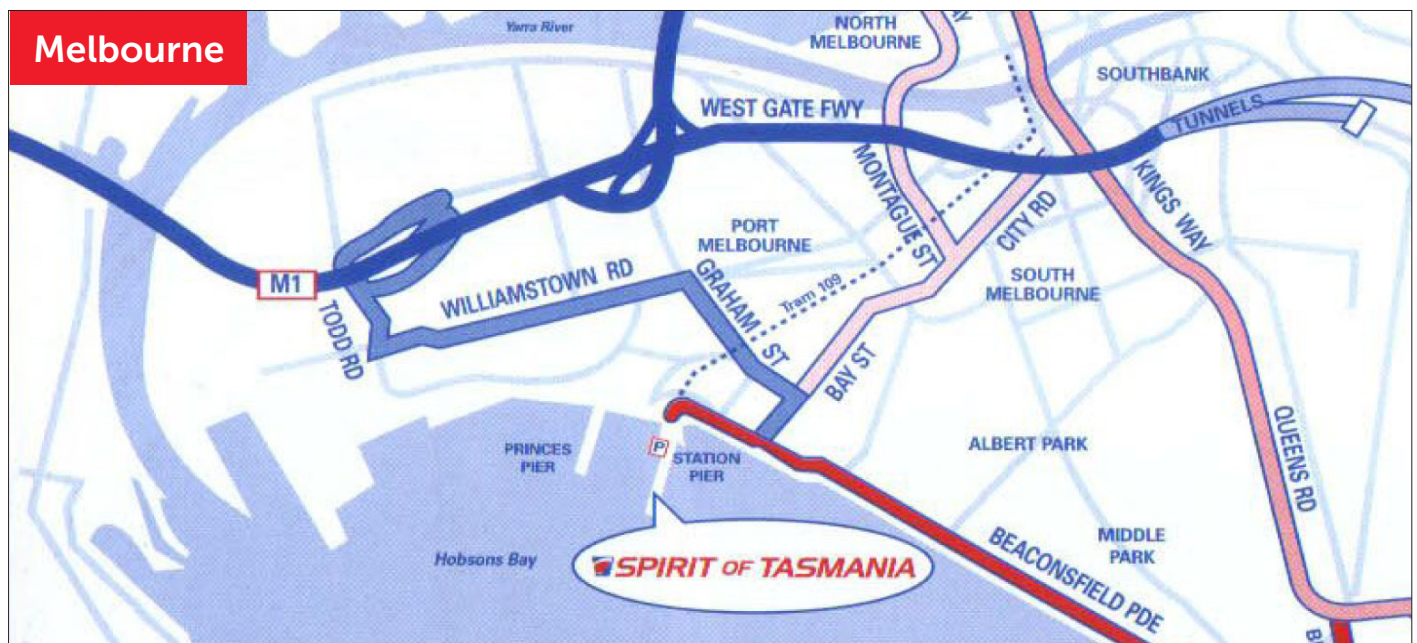 Melbourne
Yarra River
NORTH
MELBOURNE
SOUTHBANK
WEST GATE FWY
TUNNELS
MONTAGUE ST
CITY RD
KINGS WAY
PORT
MELBOURNE
SOUTH
MELBOURNE
M1
WILLIAMSTOWN RD
GRAHAM ST
Tram 109
TODD RD
BAY ST
QUEENS RD
PRINCES
PIER
P
STATION
PIER
ALBERT PARK
MIDDLE
PARK
BEACONSFIELD PDE
Hobsons Bay
SPIRIT OF TASMANIA